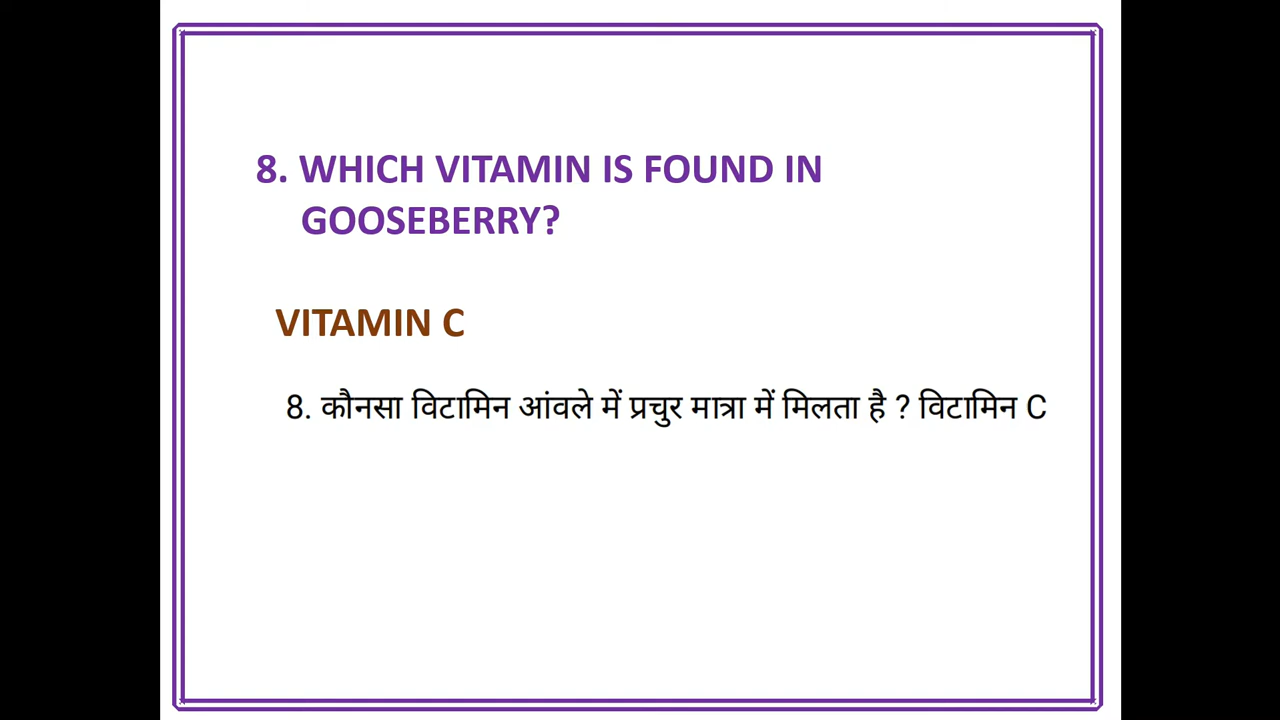 8. WHICH VITAMIN IS FOUND IN
GOOSEBERRY?
VITAMIN C
8. कौनसा विटामिन आंवले में प्रचुर मात्रा में मिलता है ? विटामिन C